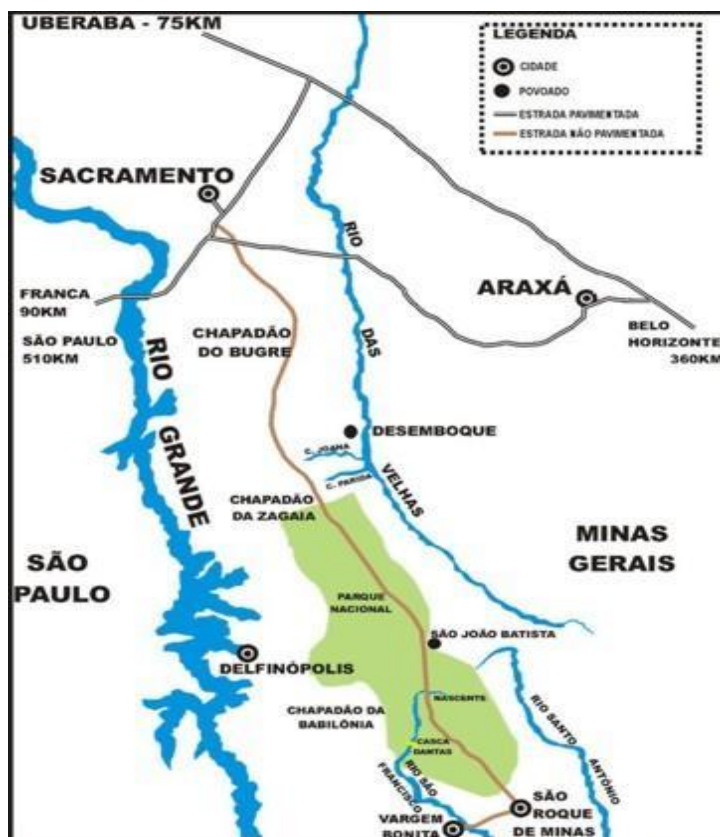 UBERABA - 75KM
LEGENDA
CIDADE
POVOADO
ESTRADA PAVIMENTADA
ESTRADA NÃO PAVIMENTADA
SACRAMENTO
RIO
DAS
VELHAS
ARAXÁ
FRANCA
90KM
SÃO PAULO
510KM
BELO
HORIZONTE
360KM
CHAPADÃO
DO BUGRE
RIO
GRANDE
DESEMBOQUE
C. JOANA
C. PARIDA
CHAPADÃO
DA ZAGAIA
SÃO
PAULO
MINAS
GERAIS
PARQUE
NACIONAL
SÃO JOÃO BATISTA
DELFINÓPOLIS
NASCENTE
CHAPADÃO DA
BABILÔNIA
CASCA
DANTAS
RIO SANTO
ANTÔNIO
RIO SÃO
FRANCISCO
SÃO
ROQUE
DE MINAS
VARGEM
BONITA